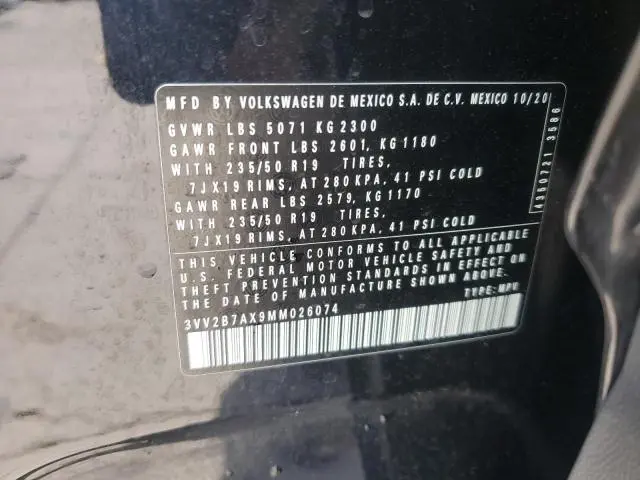 MFD BY VOLKSWAGEN DE MEXICO S.A. DE C.V. MEXICO 10/20
GVWR LBS 5071 KG 2300
GAWR FRONT LBS 2601, KG 1180
WITH 235/50 R19 TIRES,
7JX19 RIMS, AT 280 KPA, 41 PSI COLD
GAWR REAR LBS 2579, KG 1170
WITH 235/50 R19 TIRES,
7JX19 RIMS, AT 280 KPA, 41 PSI COLD
THIS VEHICLE CONFORMS TO ALL APPLICABLE
U.S. FEDERAL MOTOR VEHICLE SAFETY AND
THEFT PREVENTION STANDARDS IN EFFECT ON
THE DATE OF MANUFACTURE SHOWN ABOVE.
3VV2B7AX9MM026074
TYPE: MPV
4350721 3586